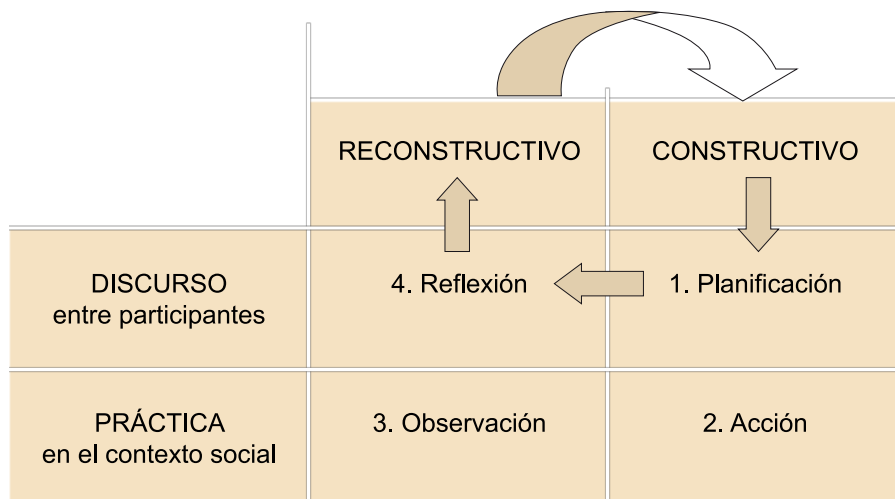 RECONSTRUCTIVO
CONSTRUCTIVO
DISCURSO
entre participantes
4. Reflexión
1. Planificación
PRÁCTICA
en el contexto social
3. Observación
2. Acción